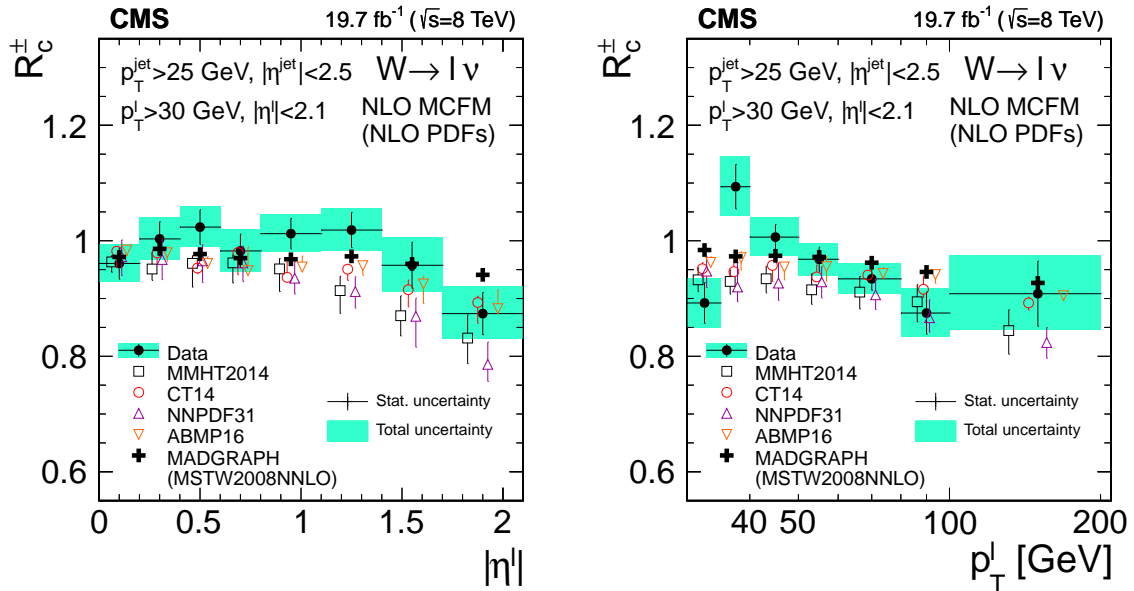 CMS 19.7 fb⁻¹ (√s=8 TeV)
R_c^±
p_T^jet>25 GeV, |η^jet|<2.5 W→lν
p_T^l>30 GeV, |η^l|<2.1 NLO MCFM
(NLO PDFs)
1.2
1
0.8
0.6
Data
MMHT2014
CT14
NNPDF31
ABMP16
MADGRAPH
(MSTW2008NNLO)
Stat. uncertainty
Total uncertainty
0 0.5 1 1.5 2
|η^l|
CMS 19.7 fb⁻¹ (√s=8 TeV)
R_c^±
p_T^jet>25 GeV, |η^jet|<2.5 W→lν
p_T^l>30 GeV, |η^l|<2.1 NLO MCFM
(NLO PDFs)
1.2
1
0.8
0.6
Data
MMHT2014
CT14
NNPDF31
ABMP16
MADGRAPH
(MSTW2008NNLO)
Stat. uncertainty
Total uncertainty
40 50 100 200
p_T^l [GeV]